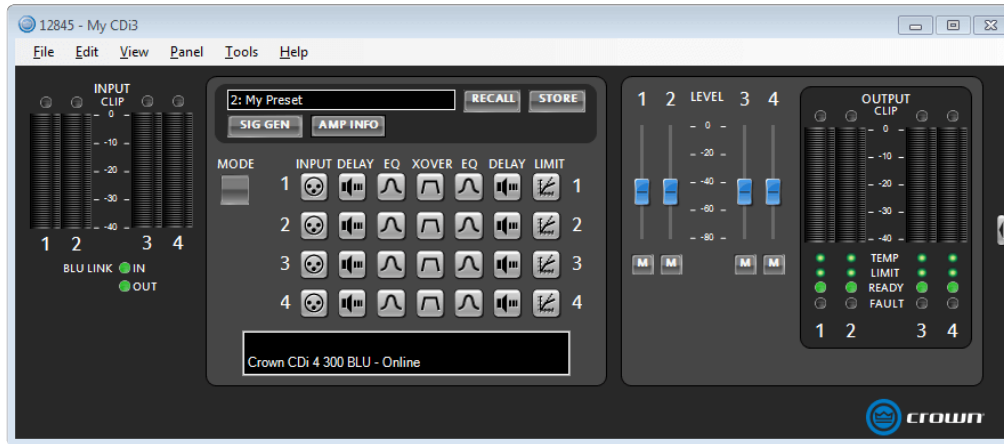 12845 - My CDi3
File Edit View Panel Tools Help
INPUT
CLIP
0
-10
-20
-30
-40
1 2 3 4
BLU LINK IN
OUT
2: My Preset
RECALL STORE
SIG GEN AMP INFO
MODE
INPUT DELAY EQ XOVER EQ DELAY LIMIT
1 1
2 2
3 3
4 4
Crown CDi 4 300 BLU - Online
1 2 LEVEL 3 4
- 0 -
- -20 -
- -40 -
- -60 -
- -80 -
M M M M
OUTPUT
CLIP
- 0 -
- -10 -
- -20 -
- -30 -
- -40 -
TEMP
LIMIT
READY
FAULT
1 2 3 4
crown